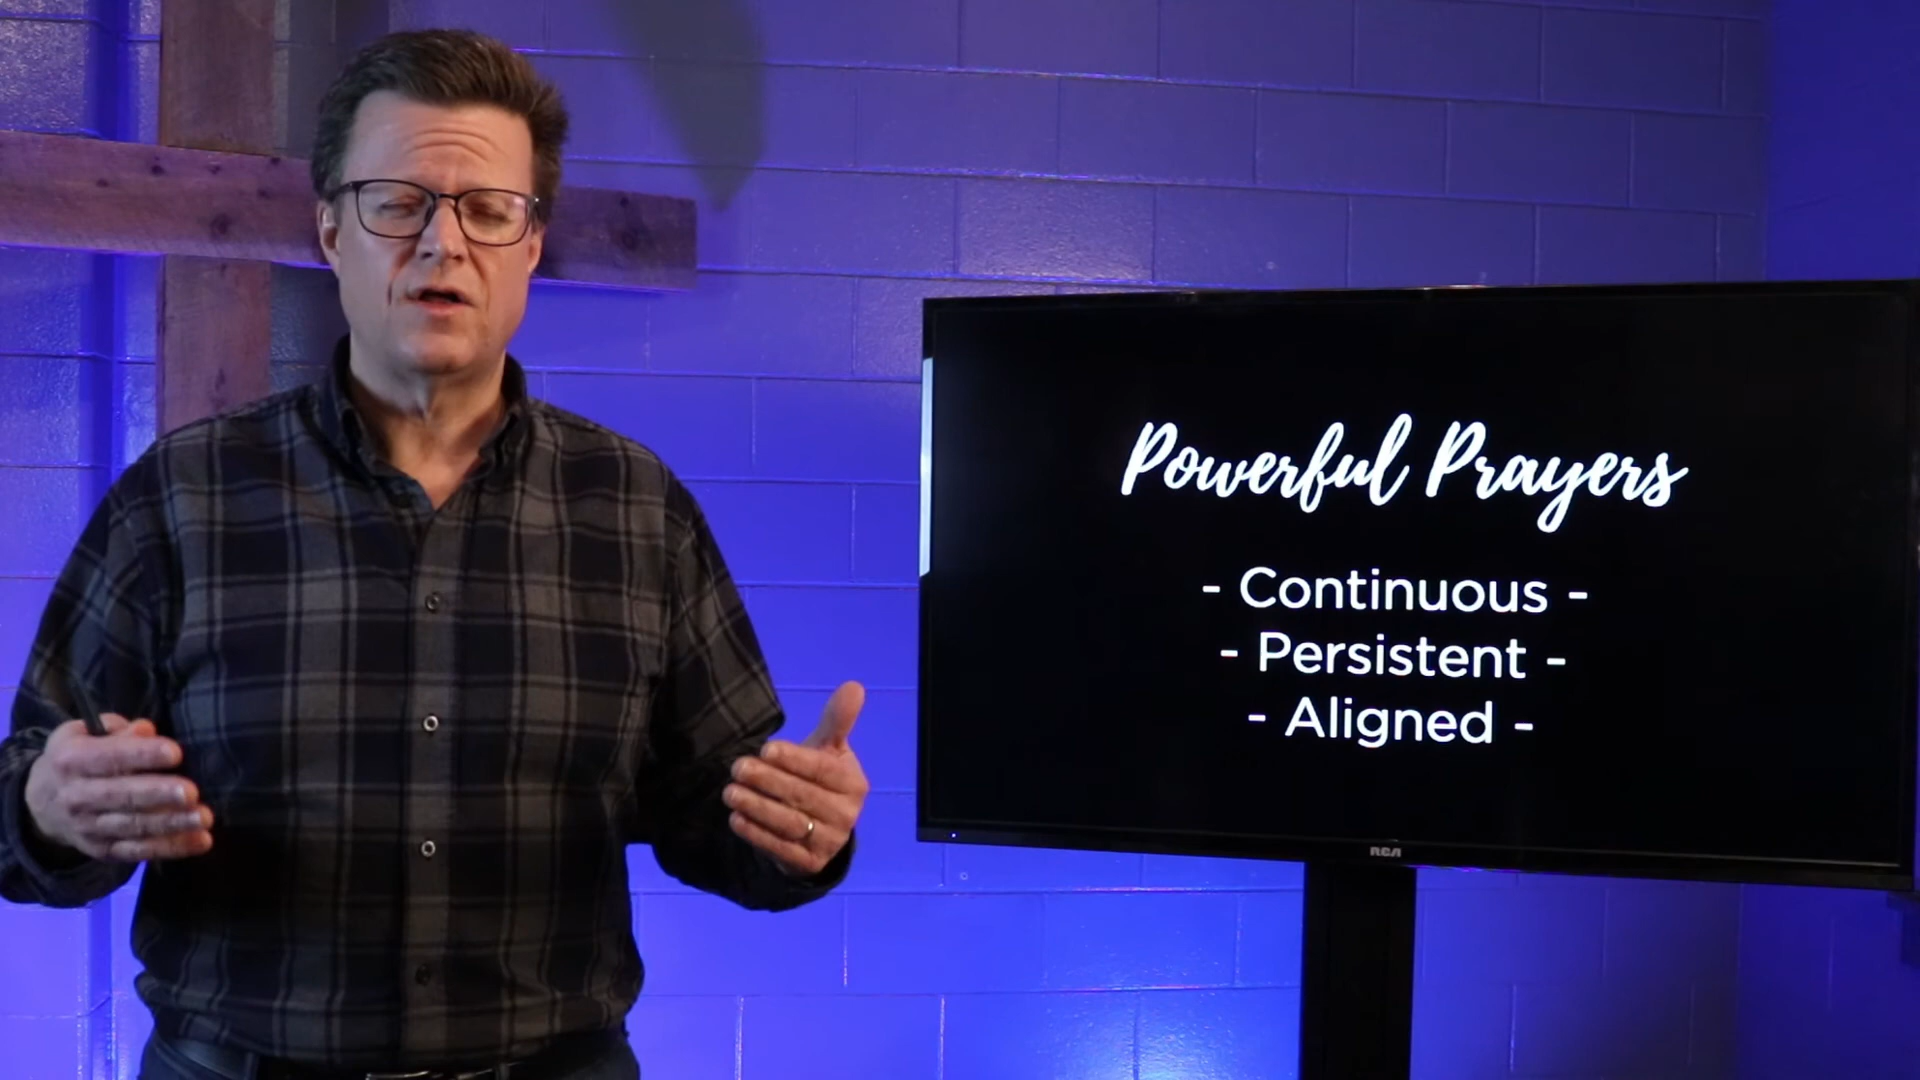 Powerful Prayers
- Continuous -
- Persistent -
- Aligned -
RCA